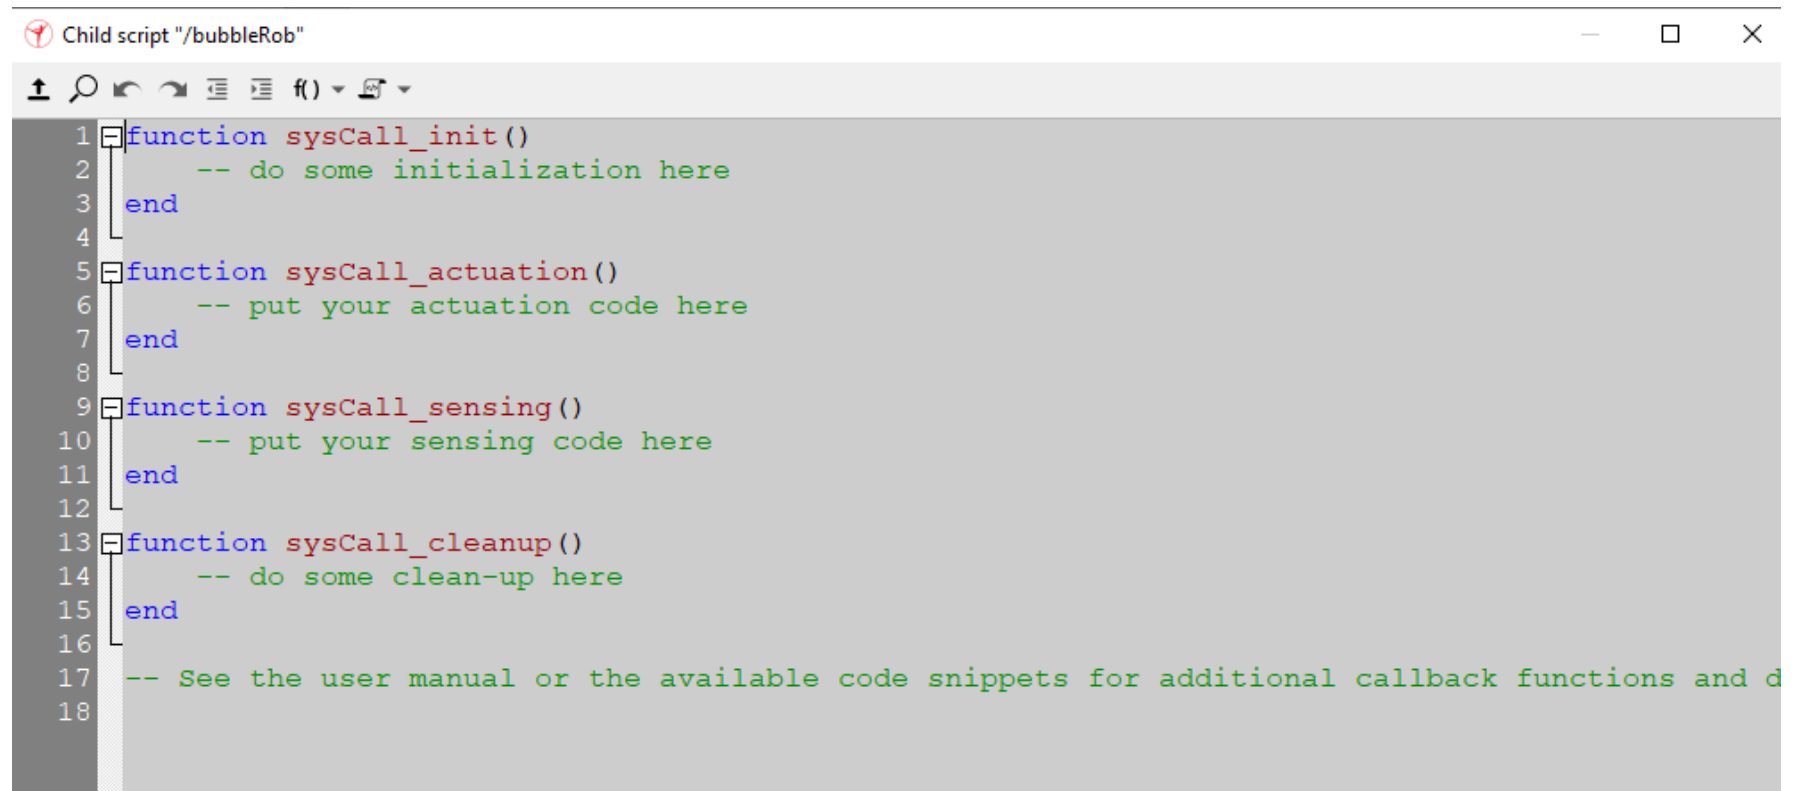 Child script "/bubbleRob"
f()
1 function sysCall_init()
2 -- do some initialization here
3 end
4
5 function sysCall_actuation()
6 -- put your actuation code here
7 end
8
9 function sysCall_sensing()
10 -- put your sensing code here
11 end
12
13 function sysCall_cleanup()
14 -- do some clean-up here
15 end
16
17 -- See the user manual or the available code snippets for additional callback functions and d
18